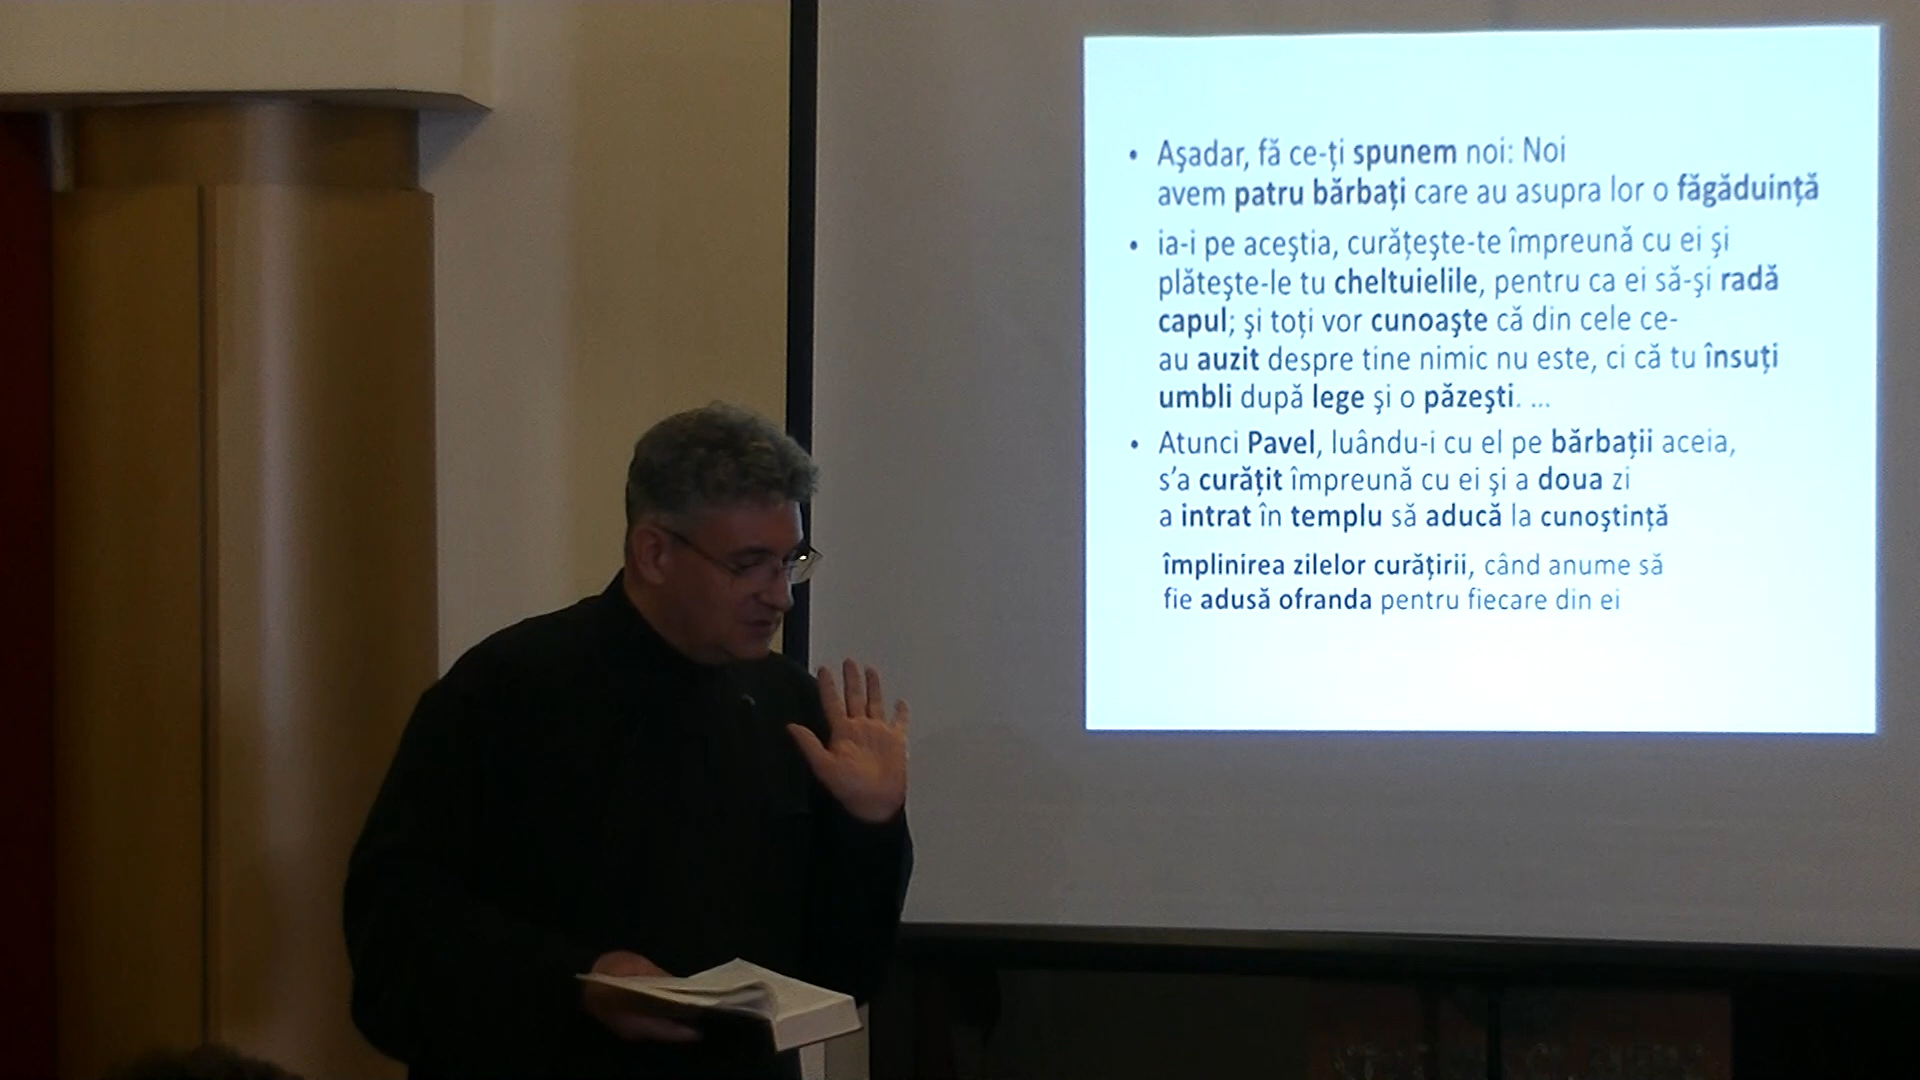 • Aşadar, fă ce-ţi spunem noi: Noi
avem patru bărbaţi care au asupra lor o făgăduinţă
• ia-i pe aceştia, curăţeşte-te împreună cu ei şi
plăteşte-le tu cheltuielile, pentru ca ei să-şi radă
capul; şi toţi vor cunoaşte că din cele ce-
au auzit despre tine nimic nu este, ci că tu însuţi
umbli după lege şi o păzeşti. ...
• Atunci Pavel, luându-i cu el pe bărbaţii aceia,
s’a curăţit împreună cu ei şi a doua zi
a intrat în templu să aducă la cunoştinţă
împlinirea zilelor curăţirii, când anume să
fie adusă ofranda pentru fiecare din ei